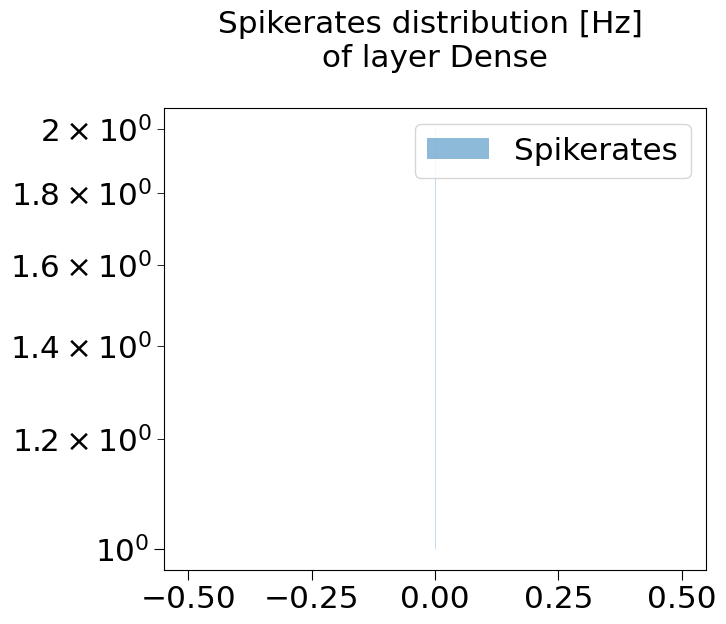 Spikerates distribution [Hz]
of layer Dense
Spikerates
2 × 10⁰
1.8 × 10⁰
1.6 × 10⁰
1.4 × 10⁰
1.2 × 10⁰
10⁰
−0.50 −0.25 0.00 0.25 0.50